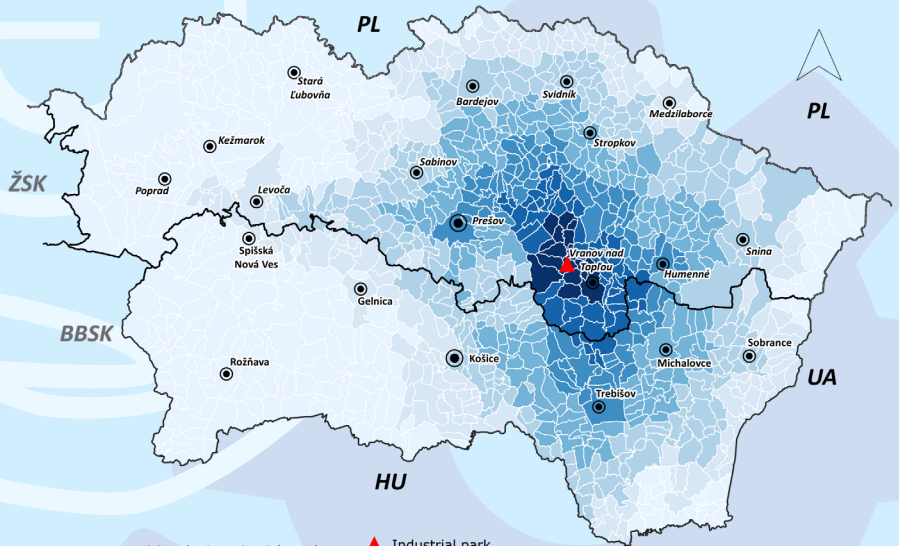 PL
Stará
Ľubovňa
Bardejov
Svidník
Medzilaborce
PL
Kežmarok
Stropkov
Sabinov
ŽSK
Poprad
Levoča
Prešov
Spišská
Nová Ves
Vranov nad
Topľou
Humenné
Snina
Gelnica
BBSK
Rožňava
Košice
Michalovce
Sobrance
UA
Trebišov
HU
Industrial park